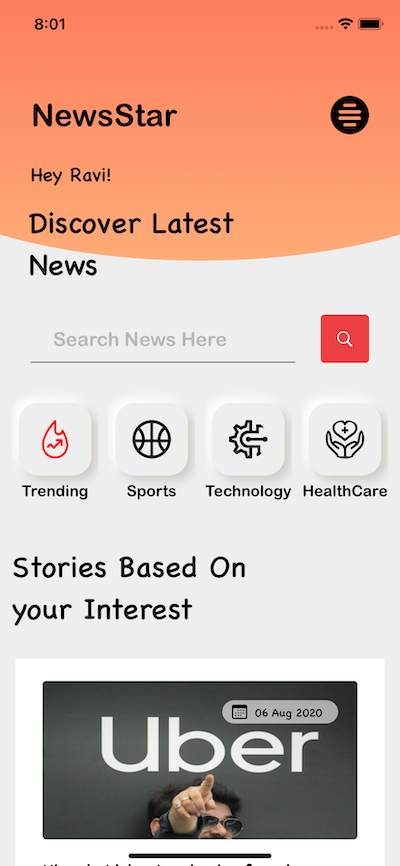 8:01
NewsStar
Hey Ravi!
Discover Latest
News
Search News Here
Trending
Sports
Technology
HealthCare
Stories Based On
your Interest
06 Aug 2020
Uber